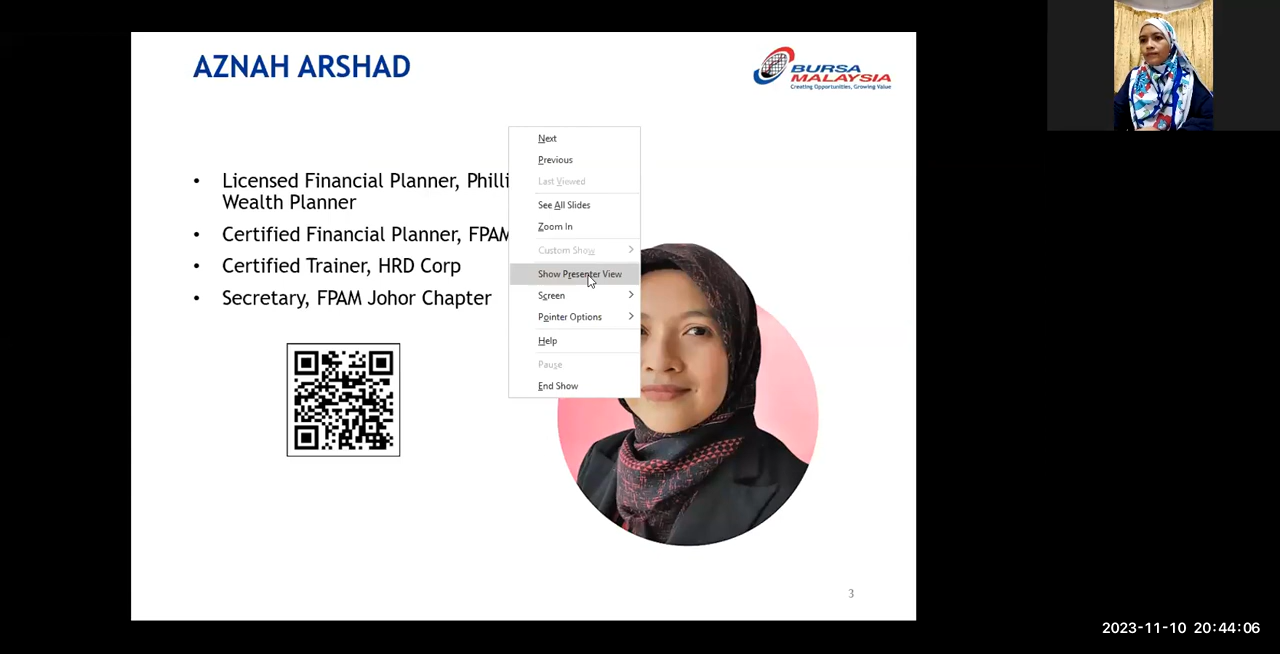 AZNAH ARSHAD
BURSA
MALAYSIA
Creating Opportunities, Growing Value
• Licensed Financial Planner, Philli
Wealth Planner
• Certified Financial Planner, FPAM
• Certified Trainer, HRD Corp
• Secretary, FPAM Johor Chapter
Next
Previous
Last Viewed
See All Slides
Zoom In
Custom Show
Show Presenter View
Screen
Pointer Options
Help
Pause
End Show
3
2023-11-10 20:44:06